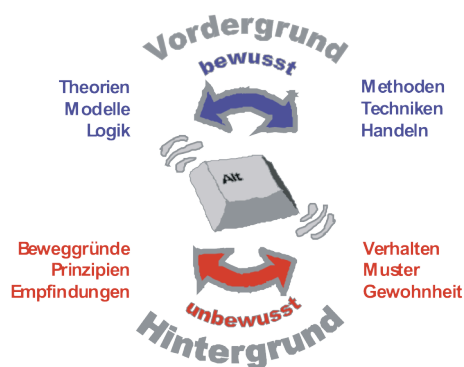 Vordergrund
bewusst
Theorien
Modelle
Logik
Methoden
Techniken
Handeln
Alt
Beweggründe
Prinzipien
Empfindungen
Verhalten
Muster
Gewohnheit
unbewusst
Hintergrund